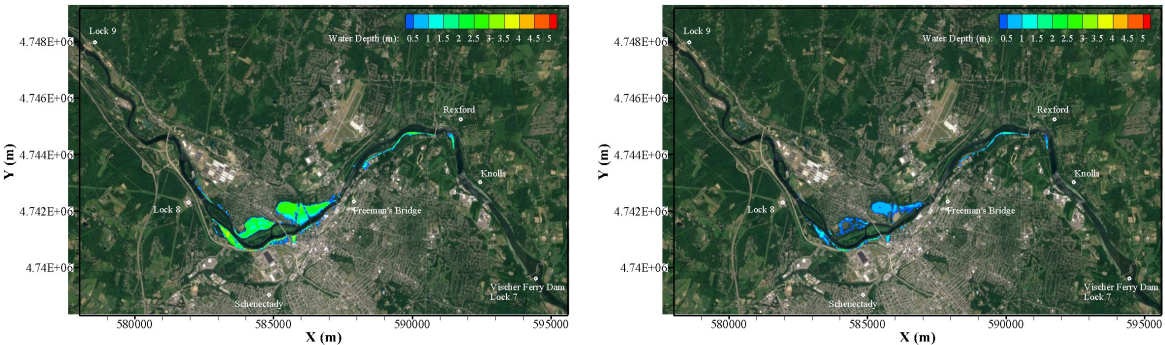 Lock 9
Water Depth (m): 0.5 1 1.5 2 2.5 3 3.5 4 4.5 5
4.748E+06
4.746E+06
Rexford
4.744E+06
Knolls
4.742E+06
Lock 8
Freeman's Bridge
4.74E+06
Vischer Ferry Dam
Lock 7
Schenectady
580000 585000 590000 595000
X (m)
Y (m)
Lock 9
Water Depth (m): 0.5 1 1.5 2 2.5 3 3.5 4 4.5 5
4.748E+06
4.746E+06
Rexford
4.744E+06
Knolls
4.742E+06
Lock 8
Freeman's Bridge
4.74E+06
Vischer Ferry Dam
Lock 7
Schenectady
580000 585000 590000 595000
X (m)
Y (m)